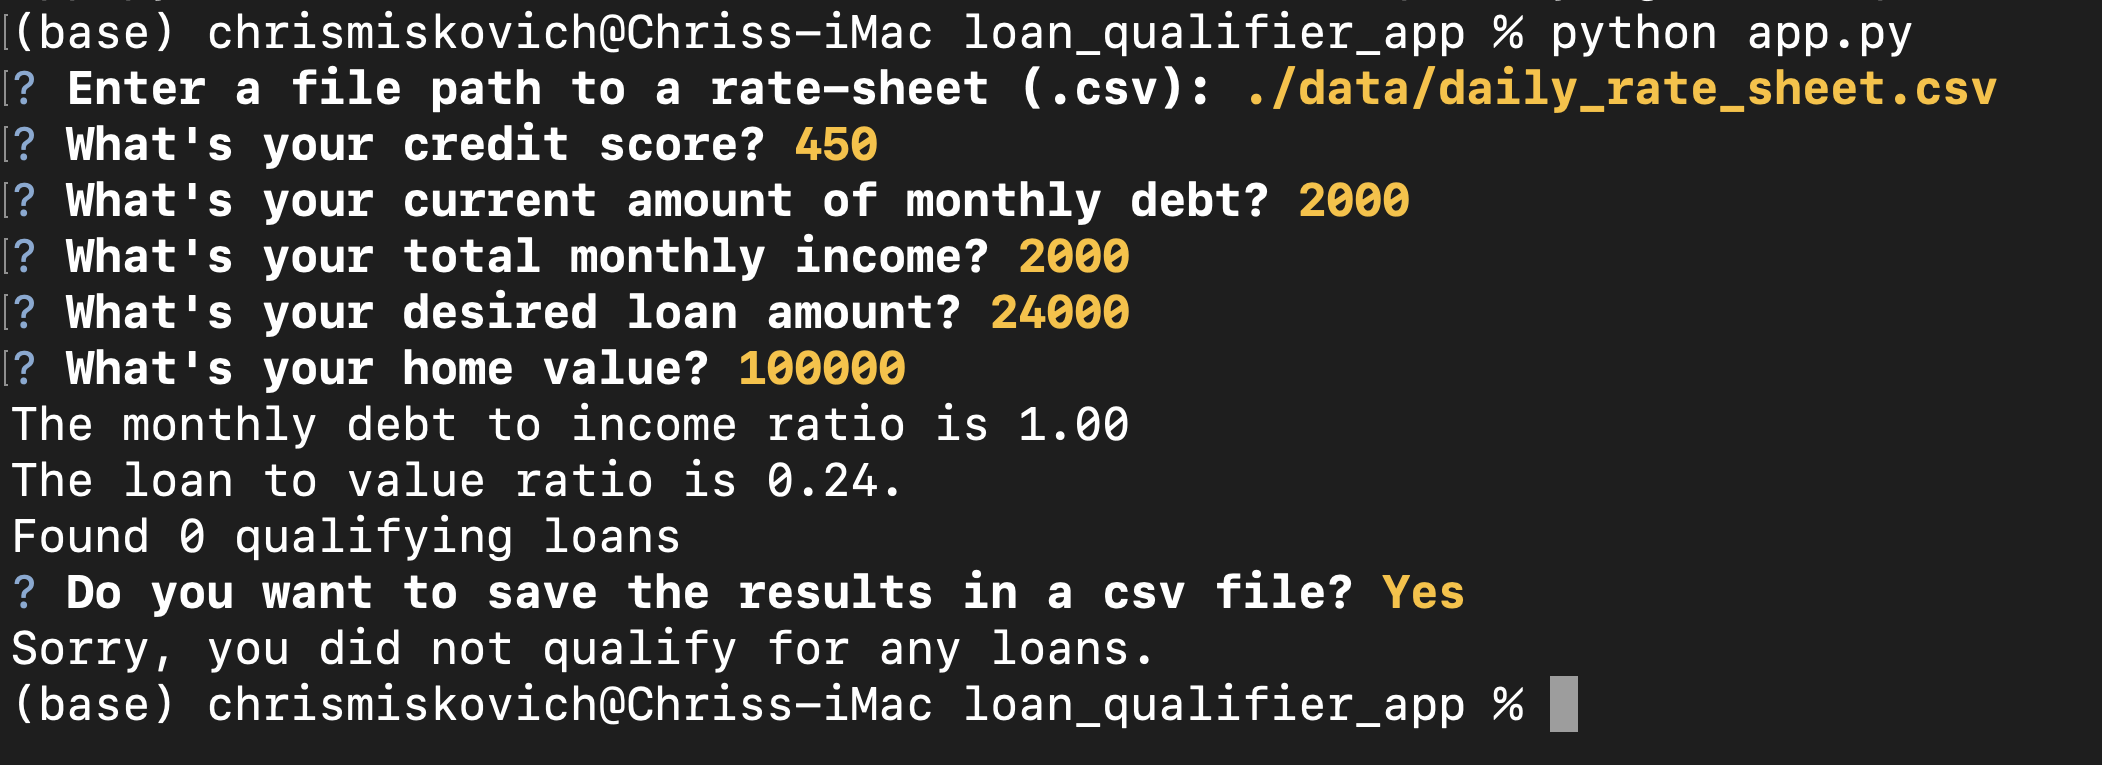 (base) chrismiskovich@Chriss-iMac loan_qualifier_app % python app.py
? Enter a file path to a rate-sheet (.csv): ./data/daily_rate_sheet.csv
? What's your credit score? 450
? What's your current amount of monthly debt? 2000
? What's your total monthly income? 2000
? What's your desired loan amount? 24000
? What's your home value? 100000
The monthly debt to income ratio is 1.00
The loan to value ratio is 0.24.
Found 0 qualifying loans
? Do you want to save the results in a csv file? Yes
Sorry, you did not qualify for any loans.
(base) chrismiskovich@Chriss-iMac loan_qualifier_app %